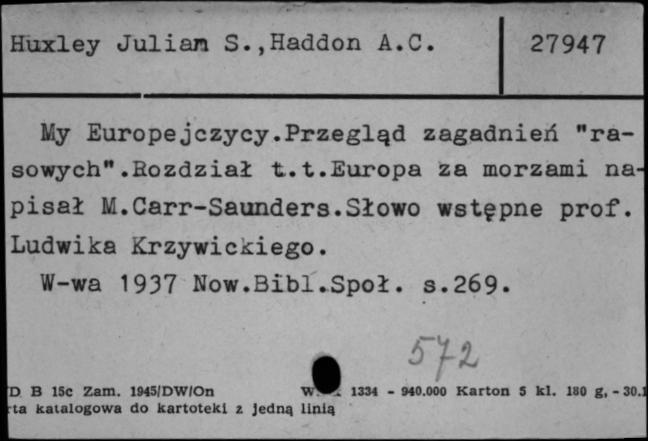 Huxley Julian S.,Haddon A.C. 27947
My Europejczycy.Przegląd zagadnień "ra-
sowych".Rozdział t.t.Europa za morzami na-
pisał M.Carr-Saunders.Słowo wstępne prof.
Ludwika Krzywickiego.
W-wa 1937 Now.Bibl.Społ. s.269.
572
D B 15c Zam. 1945/DW/On 1334 - 940.000 Karton 5 kl. 180 g, - 30.1
rta katalogowa do kartoteki z jedną linią